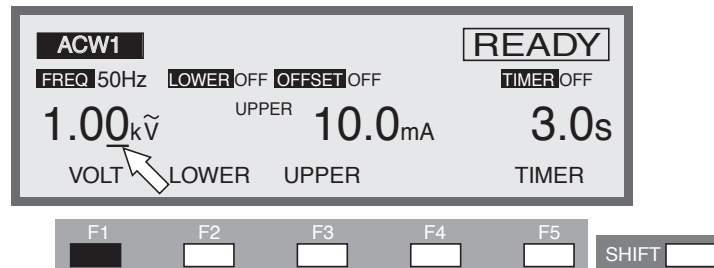 ACW1 READY
FREQ 50Hz LOWER OFF OFFSET OFF TIMER OFF
1.00kṼ UPPER 10.0mA 3.0s
VOLT LOWER UPPER TIMER
F1 F2 F3 F4 F5 SHIFT